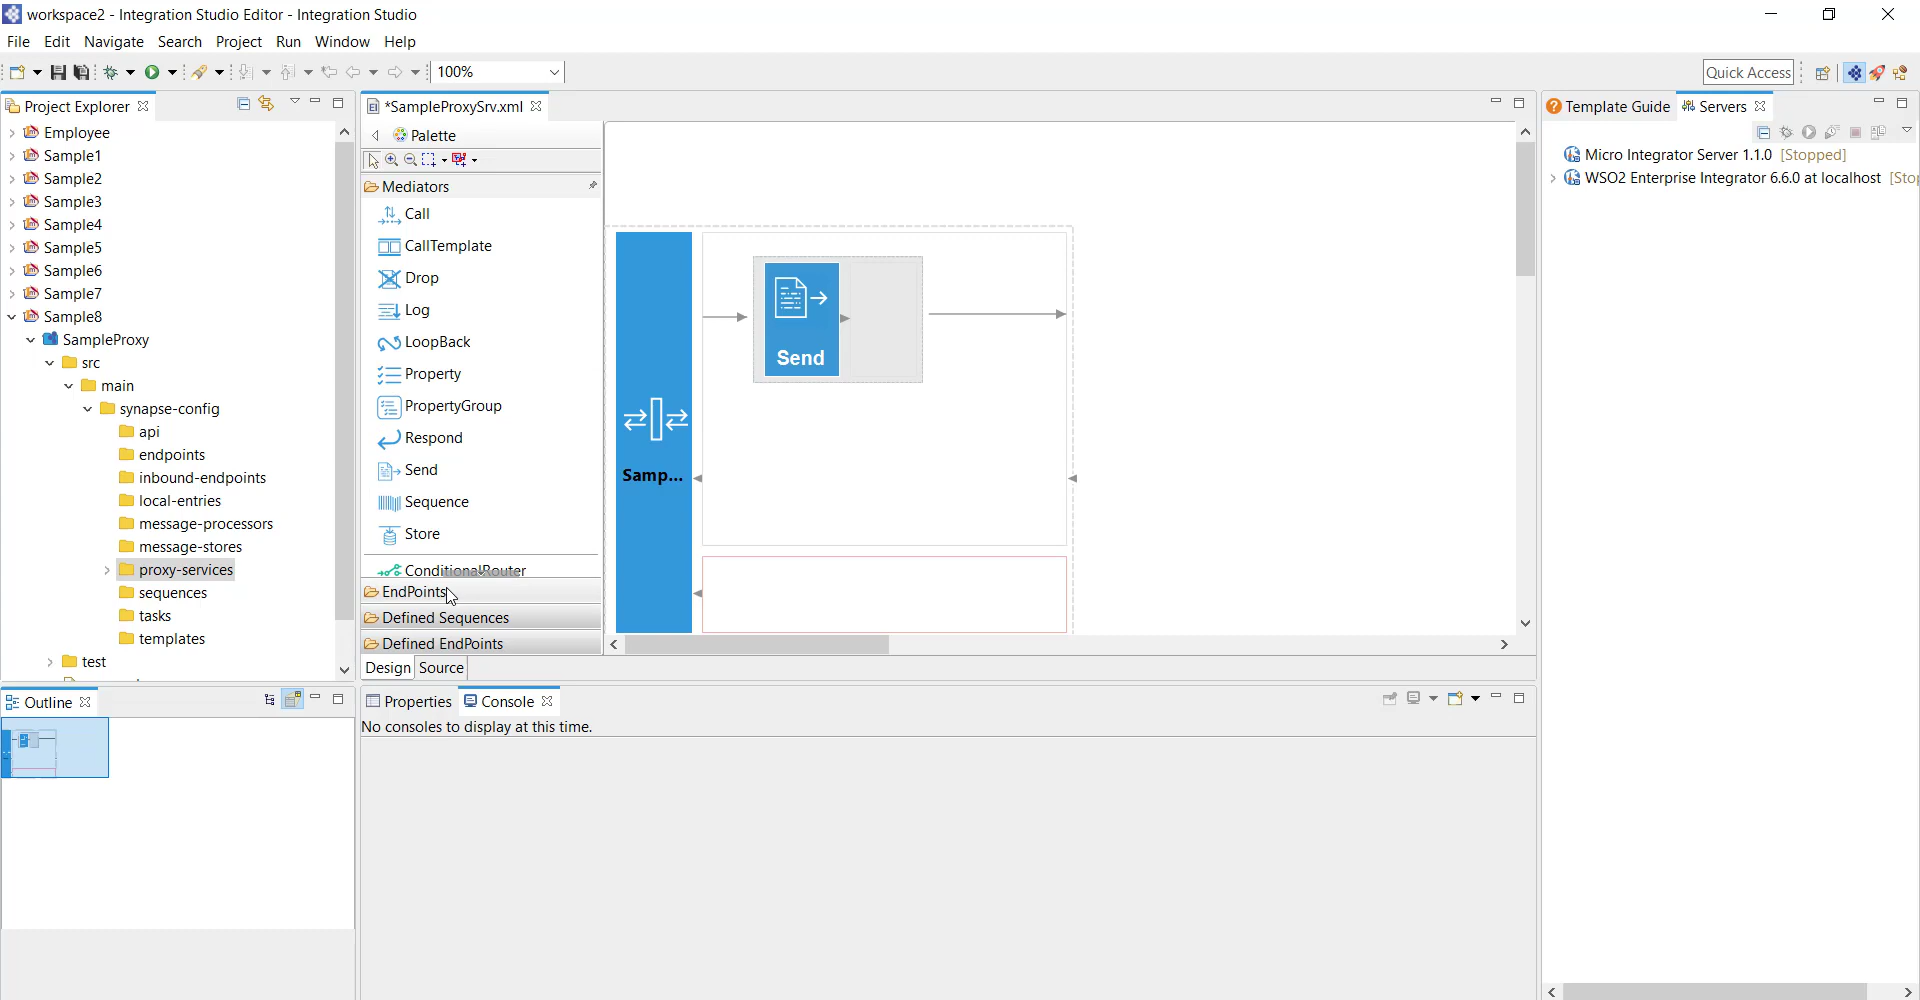 workspace2 - Integration Studio Editor - Integration Studio
File Edit Navigate Search Project Run Window Help
100%
Quick Access
Project Explorer
Employee
Sample1
Sample2
Sample3
Sample4
Sample5
Sample6
Sample7
Sample8
SampleProxy
src
main
synapse-config
api
endpoints
inbound-endpoints
local-entries
message-processors
message-stores
proxy-services
sequences
tasks
templates
test
Outline
*SampleProxySrv.xml
Palette
Mediators
Call
CallTemplate
Drop
Log
LoopBack
Property
PropertyGroup
Respond
Send
Sequence
Store
ConditionalRouter
EndPoints
Defined Sequences
Defined EndPoints
Design Source
Send
Samp...
Properties Console
No consoles to display at this time.
Template Guide Servers
Micro Integrator Server 1.1.0 [Stopped]
WSO2 Enterprise Integrator 6.6.0 at localhost [Stop